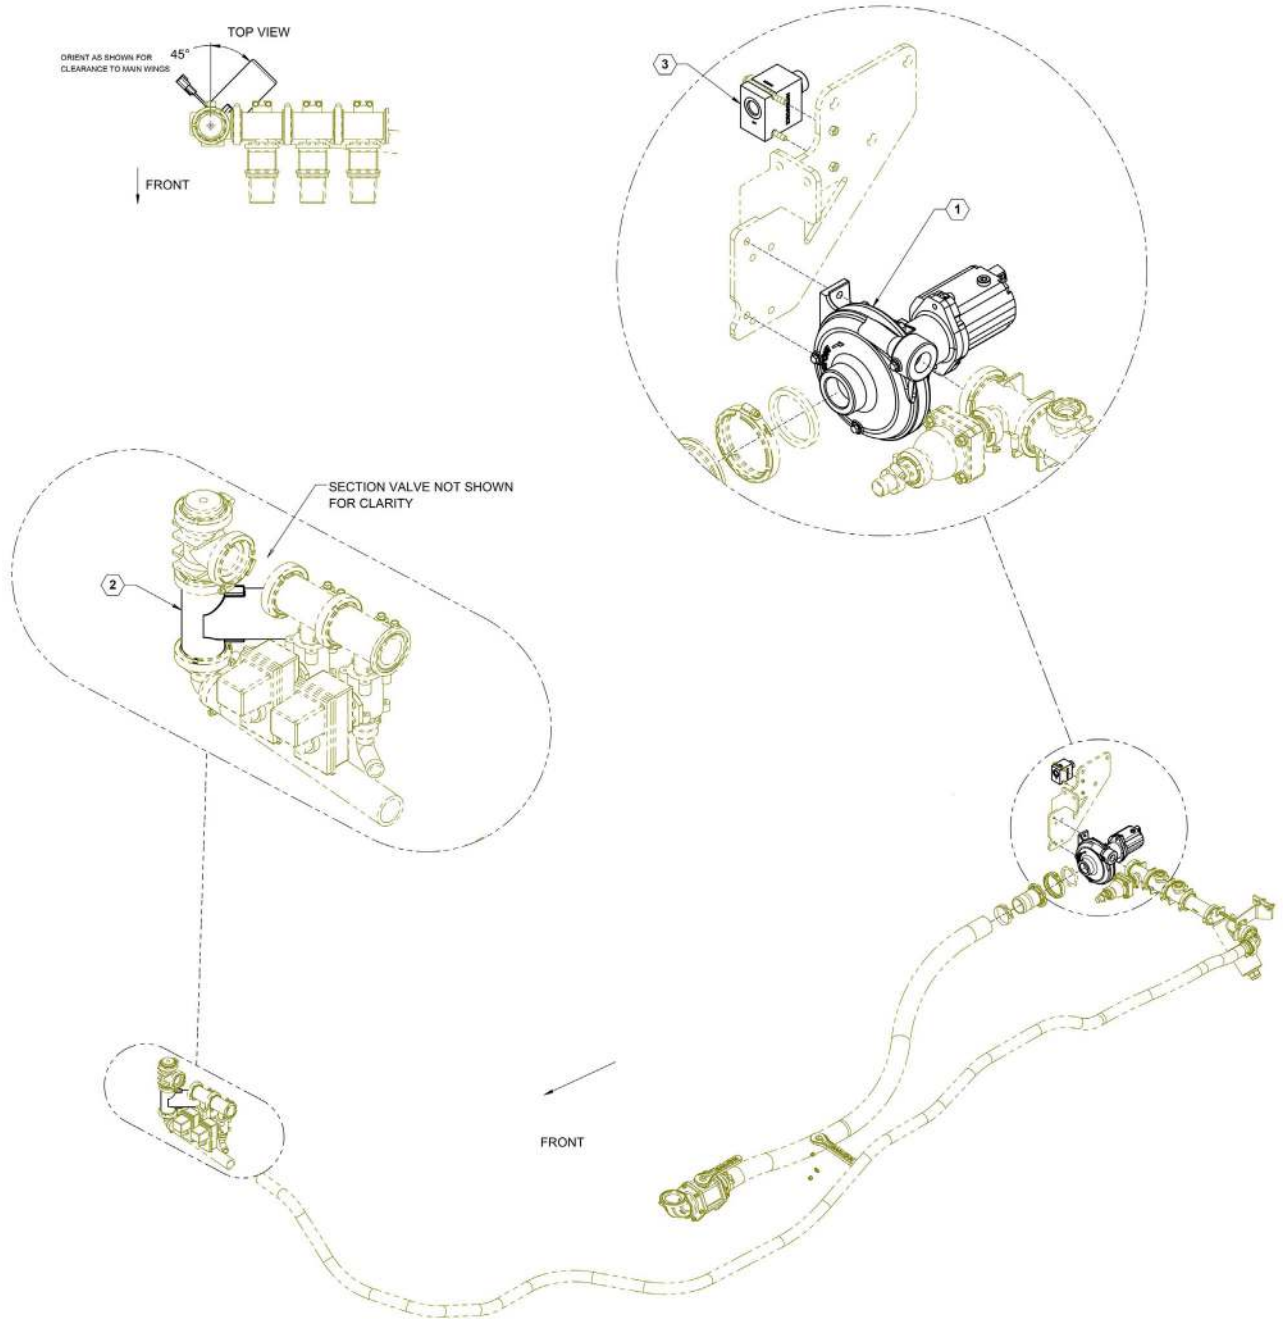 TOP VIEW
45°
ORIENT AS SHOWN FOR
CLEARANCE TO MAIN WINGS
FRONT
3
1
SECTION VALVE NOT SHOWN
FOR CLARITY
2
FRONT